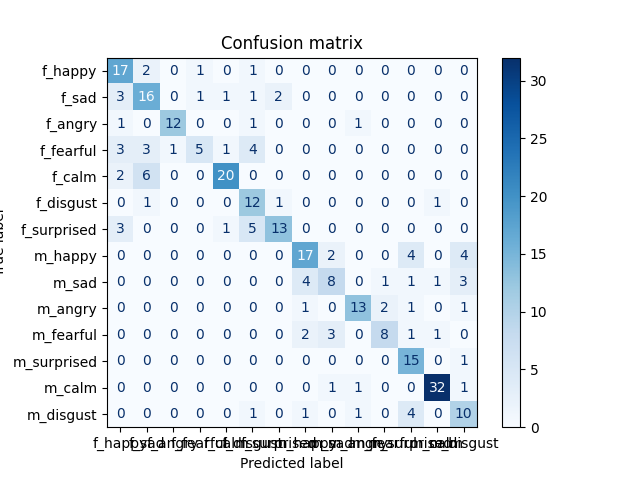 Confusion matrix
f_happy 17 2 0 1 0 1 0 0 0 0 0 0 0 0
f_sad 3 16 0 1 1 1 2 0 0 0 0 0 0 0
f_angry 1 0 12 0 0 1 0 0 0 1 0 0 0 0
f_fearful 3 3 1 5 1 4 0 0 0 0 0 0 0 0
f_calm 2 6 0 0 20 0 0 0 0 0 0 0 0 0
f_disgust 0 1 0 0 0 12 1 0 0 0 0 0 1 0
f_surprised 3 0 0 0 1 5 13 0 0 0 0 0 0 0
m_happy 0 0 0 0 0 0 0 17 2 0 0 4 0 4
m_sad 0 0 0 0 0 0 0 4 8 0 1 1 1 3
m_angry 0 0 0 0 0 0 0 1 0 13 2 1 0 1
m_fearful 0 0 0 0 0 0 0 2 3 0 8 1 1 0
m_surprised 0 0 0 0 0 0 0 0 0 0 0 15 0 1
m_calm 0 0 0 0 0 0 0 0 1 1 0 0 32 1
m_disgust 0 0 0 0 0 1 0 1 0 1 0 4 0 10
Predicted label
30
25
20
15
10
5
0